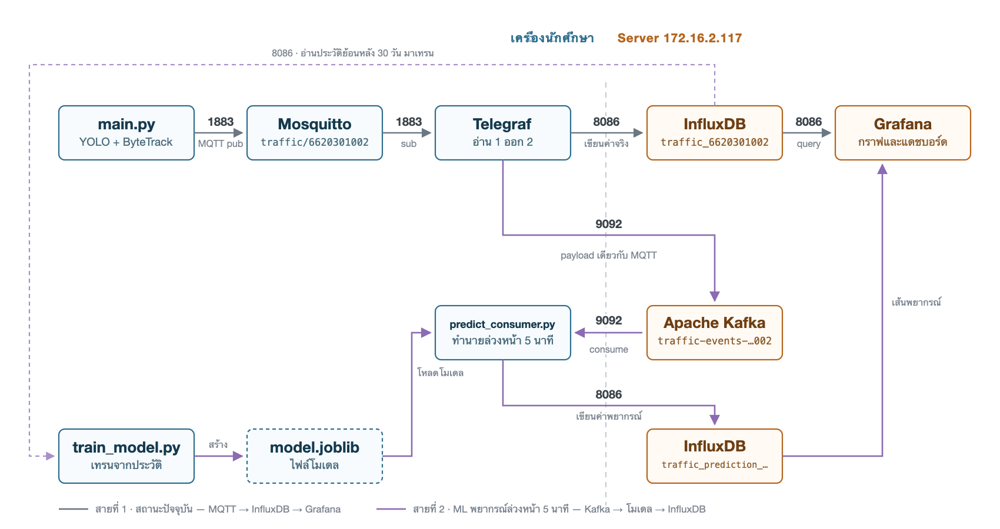 เครื่องนักศึกษา
Server 172.16.2.117
8086 · อ่านประวัติย้อนหลัง 30 วัน มาเทรน
main.py
YOLO + ByteTrack
1883
MQTT pub
Mosquitto
traffic/6620301002
1883
sub
Telegraf
อ่าน 1 ออก 2
8086
เขียนค่าจริง
InfluxDB
traffic_6620301002
8086
query
Grafana
กราฟและแดชบอร์ด
9092
payload เดียวกับ MQTT
เส้นพยากรณ์
predict_consumer.py
ทำนายล่วงหน้า 5 นาที
9092
consume
Apache Kafka
traffic-events-…002
โหลดโมเดล
8086
เขียนค่าพยากรณ์
train_model.py
เทรนจากประวัติ
สร้าง
model.joblib
ไฟล์โมเดล
InfluxDB
traffic_prediction_…
สายที่ 1 · สถานะปัจจุบัน — MQTT → InfluxDB → Grafana
สายที่ 2 · ML พยากรณ์ล่วงหน้า 5 นาที — Kafka → โมเดล → InfluxDB